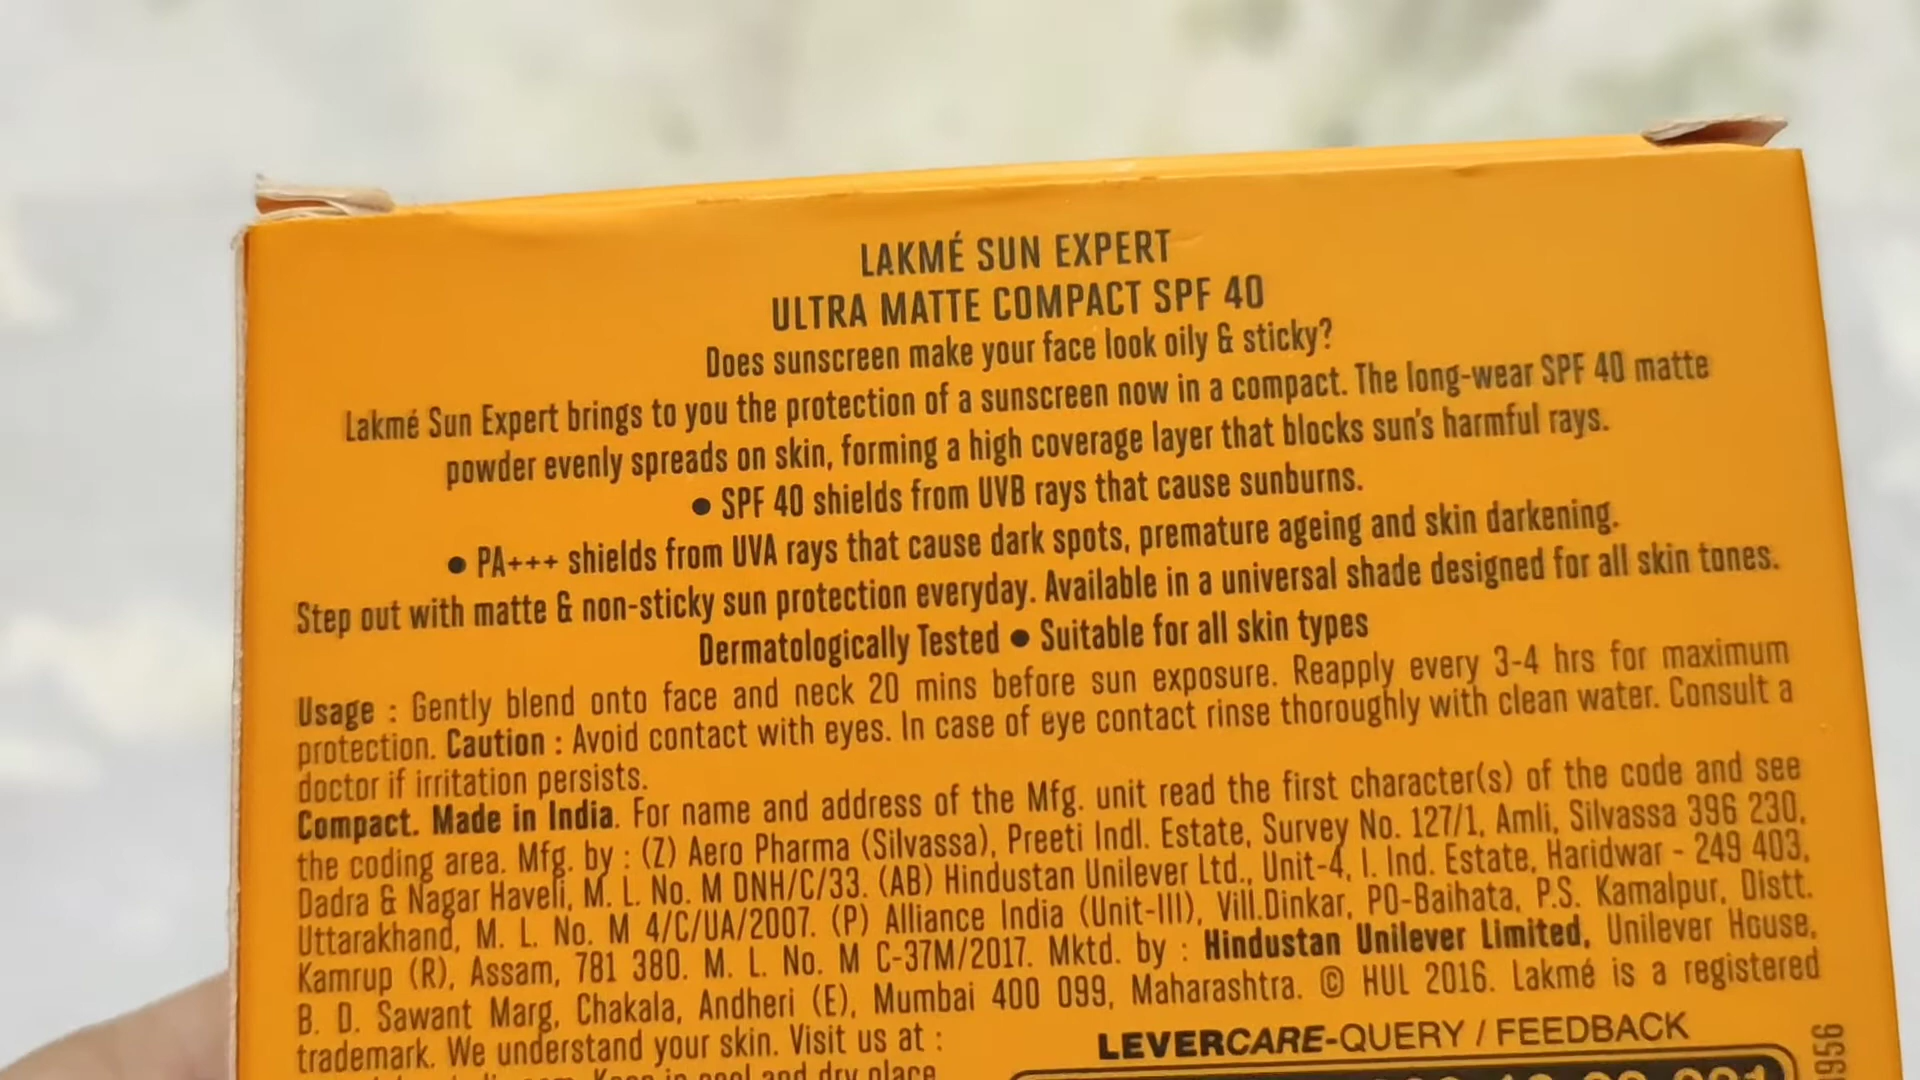 LAKMÉ SUN EXPERT
ULTRA MATTE COMPACT SPF 40
Does sunscreen make your face look oily & sticky?
Lakmé Sun Expert brings to you the protection of a sunscreen now in a compact. The long-wear SPF 40 matte
powder evenly spreads on skin, forming a high coverage layer that blocks sun's harmful rays.
● SPF 40 shields from UVB rays that cause sunburns.
● PA+++ shields from UVA rays that cause dark spots, premature ageing and skin darkening.
Step out with matte & non-sticky sun protection everyday. Available in a universal shade designed for all skin tones.
Dermatologically Tested ● Suitable for all skin types
Usage : Gently blend onto face and neck 20 mins before sun exposure. Reapply every 3-4 hrs for maximum
protection. Caution : Avoid contact with eyes. In case of eye contact rinse thoroughly with clean water. Consult a
doctor if irritation persists.
Compact. Made in India. For name and address of the Mfg. unit read the first character(s) of the code and see
the coding area. Mfg. by : (Z) Aero Pharma (Silvassa), Preeti Indl. Estate, Survey No. 127/1, Amli, Silvassa 396 230,
Dadra & Nagar Haveli, M. L. No. M DNH/C/33. (AB) Hindustan Unilever Ltd., Unit-4, I. Ind. Estate, Haridwar - 249 403,
Uttarakhand, M. L. No. M 4/C/UA/2007. (P) Alliance India (Unit-III), Vill.Dinkar, PO-Baihata, P.S. Kamalpur, Distt.
Kamrup (R), Assam, 781 380. M. L. No. M C-37M/2017. Mktd. by : Hindustan Unilever Limited, Unilever House,
B. D. Sawant Marg, Chakala, Andheri (E), Mumbai 400 099, Maharashtra. © HUL 2016. Lakmé is a registered
trademark. We understand your skin. Visit us at :
Keep in cool and dry place
LEVERCARE-QUERY / FEEDBACK
956